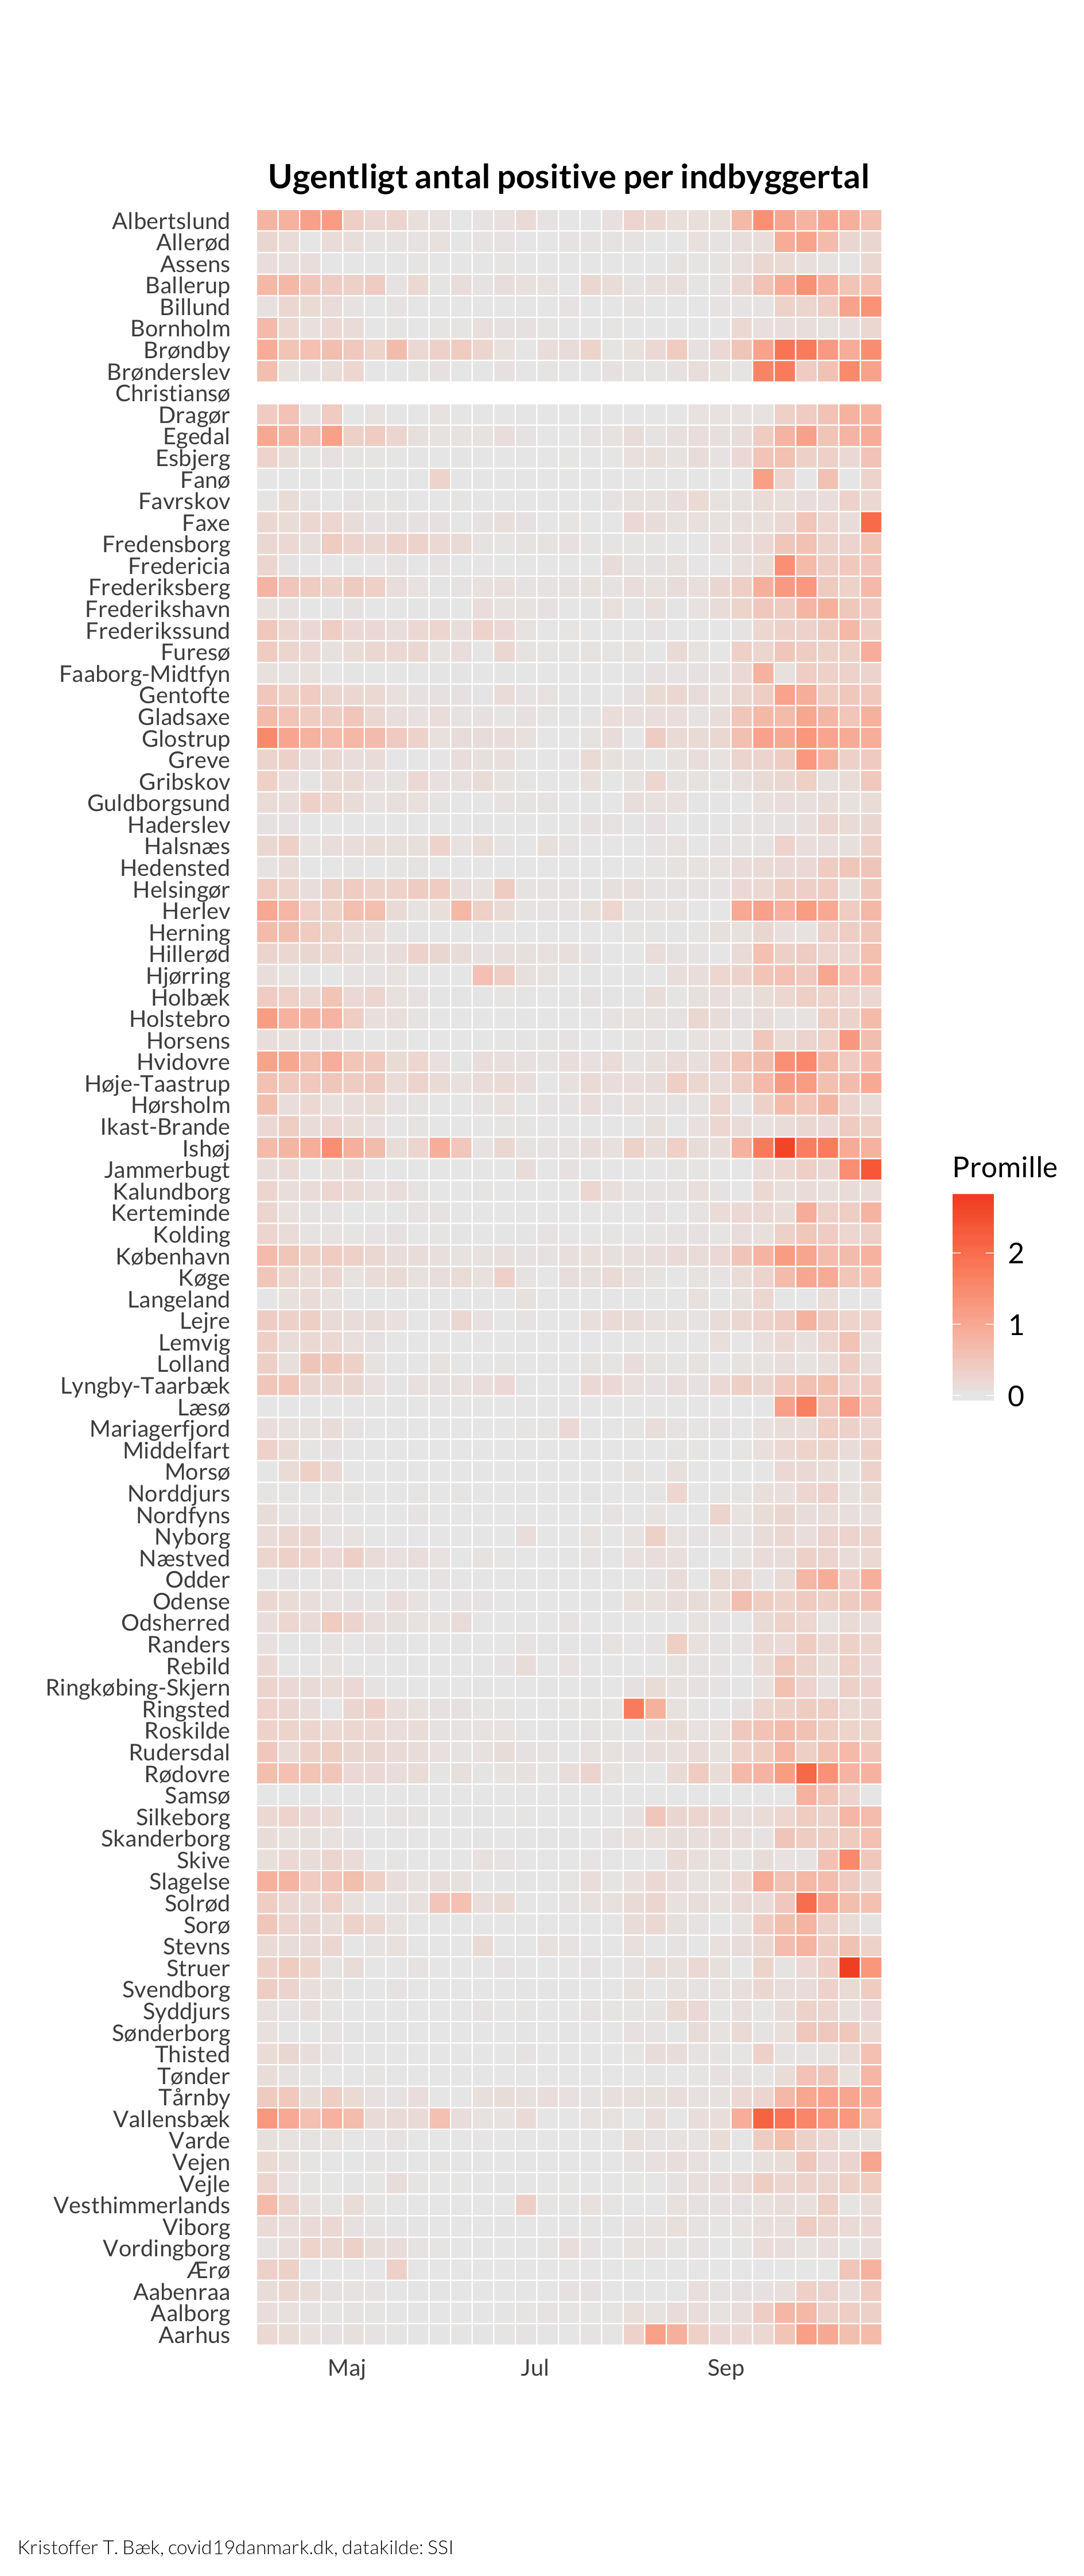 Ugentligt antal positive per indbyggertal
Albertslund
Allerød
Assens
Ballerup
Billund
Bornholm
Brøndby
Brønderslev
Christiansø
Dragør
Egedal
Esbjerg
Fanø
Favrskov
Faxe
Fredensborg
Fredericia
Frederiksberg
Frederikshavn
Frederikssund
Furesø
Faaborg-Midtfyn
Gentofte
Gladsaxe
Glostrup
Greve
Gribskov
Guldborgsund
Haderslev
Halsnæs
Hedensted
Helsingør
Herlev
Herning
Hillerød
Hjørring
Holbæk
Holstebro
Horsens
Hvidovre
Høje-Taastrup
Hørsholm
Ikast-Brande
Ishøj
Jammerbugt
Kalundborg
Kerteminde
Kolding
København
Køge
Langeland
Lejre
Lemvig
Lolland
Lyngby-Taarbæk
Læsø
Mariagerfjord
Middelfart
Morsø
Norddjurs
Nordfyns
Nyborg
Næstved
Odder
Odense
Odsherred
Randers
Rebild
Ringkøbing-Skjern
Ringsted
Roskilde
Rudersdal
Rødovre
Samsø
Silkeborg
Skanderborg
Skive
Slagelse
Solrød
Sorø
Stevns
Struer
Svendborg
Syddjurs
Sønderborg
Thisted
Tønder
Tårnby
Vallensbæk
Varde
Vejen
Vejle
Vesthimmerlands
Viborg
Vordingborg
Ærø
Aabenraa
Aalborg
Aarhus
Maj Jul Sep
Promille
2
1
0
Kristoffer T. Bæk, covid19danmark.dk, datakilde: SSI